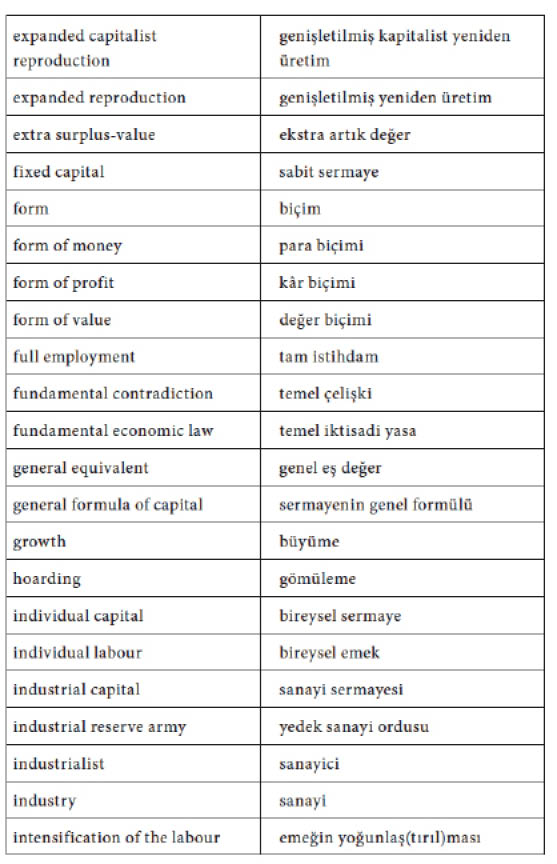 expanded capitalist genişletilmiş kapitalist yeniden
reproduction üretim
expanded reproduction genişletilmiş yeniden üretim
extra surplus-value ekstra artık değer
fixed capital sabit sermaye
form biçim
form of money para biçimi
form of profit kâr biçimi
form of value değer biçimi
full employment tam istihdam
fundamental contradiction temel çelişki
fundamental economic law temel iktisadi yasa
general equivalent genel eş değer
general formula of capital sermayenin genel formülü
growth büyüme
hoarding gömüleme
individual capital bireysel sermaye
individual labour bireysel emek
industrial capital sanayi sermayesi
industrial reserve army yedek sanayi ordusu
industrialist sanayici
industry sanayi
intensification of the labour emeğin yoğunlaş(tırıl)ması